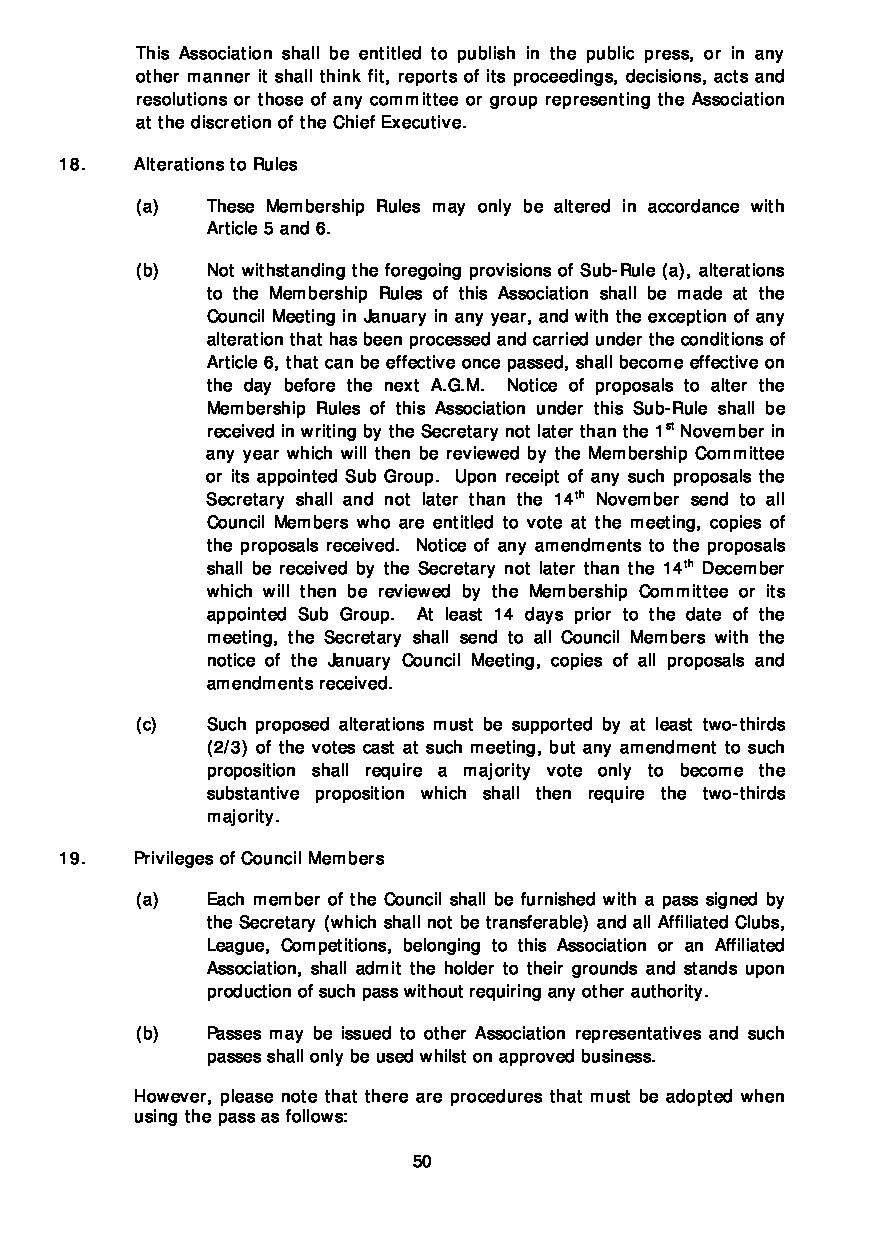 This Association shall be entitled to publish in the public press, or in any
other manner it shall think fit, reports of its proceedings, decisions, acts and
resolutions or those of any committee or group representing the Association
at the discretion of the Chief Executive.
18. Alterations to Rules
(a) These Membership Rules may only be altered in accordance with
Article 5 and 6.
(b) Not withstanding the foregoing provisions of Sub-Rule (a), alterations
to the Membership Rules of this Association shall be made at the
Council Meeting in January in any year, and with the exception of any
alteration that has been processed and carried under the conditions of
Article 6, that can be effective once passed, shall become effective on
the day before the next A.G.M. Notice of proposals to alter the
Membership Rules of this Association under this Sub-Rule shall be
received in writing by the Secretary not later than the 1st November in
any year which will then be reviewed by the Membership Committee
or its appointed Sub Group. Upon receipt of any such proposals the
Secretary shall and not later than the 14th November send to all
Council Members who are entitled to vote at the meeting, copies of
the proposals received. Notice of any amendments to the proposals
shall be received by the Secretary not later than the 14th December
which will then be reviewed by the Membership Committee or its
appointed Sub Group. At least 14 days prior to the date of the
meeting, the Secretary shall send to all Council Members with the
notice of the January Council Meeting, copies of all proposals and
amendments received.
(c) Such proposed alterations must be supported by at least two-thirds
(2/3) of the votes cast at such meeting, but any amendment to such
proposition shall require a majority vote only to become the
substantive proposition which shall then require the two-thirds
majority.
19. Privileges of Council Members
(a) Each member of the Council shall be furnished with a pass signed by
the Secretary (which shall not be transferable) and all Affiliated Clubs,
League, Competitions, belonging to this Association or an Affiliated
Association, shall admit the holder to their grounds and stands upon
production of such pass without requiring any other authority.
(b) Passes may be issued to other Association representatives and such
passes shall only be used whilst on approved business.
However, please note that there are procedures that must be adopted when
using the pass as follows:
50